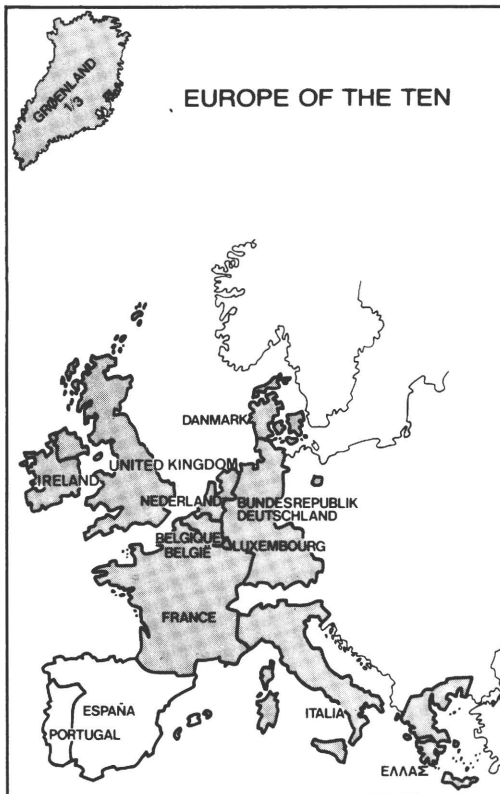 GRØENLAND
1/3
EUROPE OF THE TEN
DANMARK
UNITED KINGDOM
IRELAND
NEDERLAND
BUNDESREPUBLIK
DEUTSCHLAND
BELGIQUE
BELGIË
LUXEMBOURG
FRANCE
ESPAÑA
PORTUGAL
ITALIA
ΕΛΛΑΣ